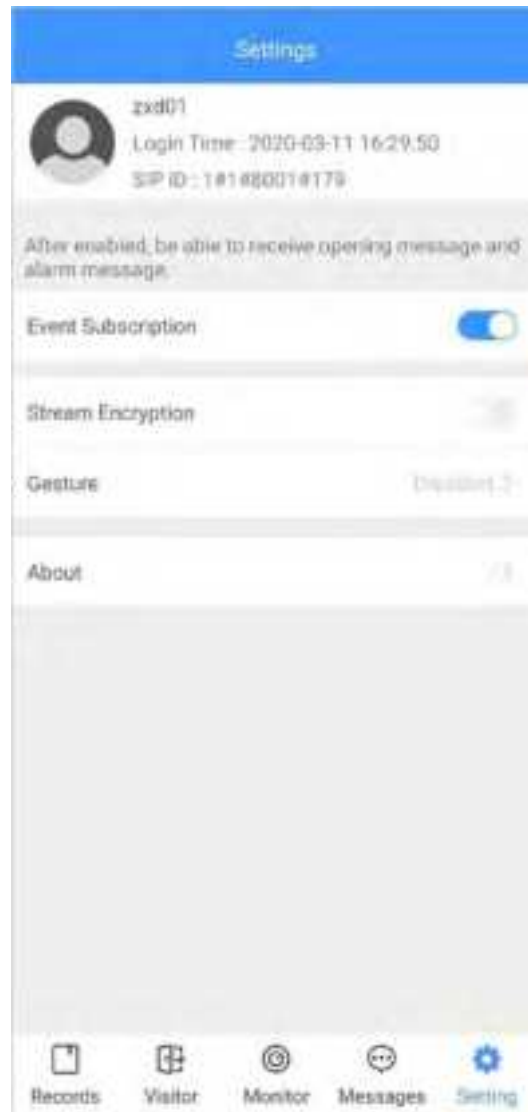 Settings
zxd01
Login Time : 2020-03-11 16:29:50
SIP ID : 1#1#8001#179
After enabled, be able to receive opening message and
alarm message.
Event Subscription
Stream Encryption
Gesture
About
Records
Visitor
Monitor
Messages
Setting